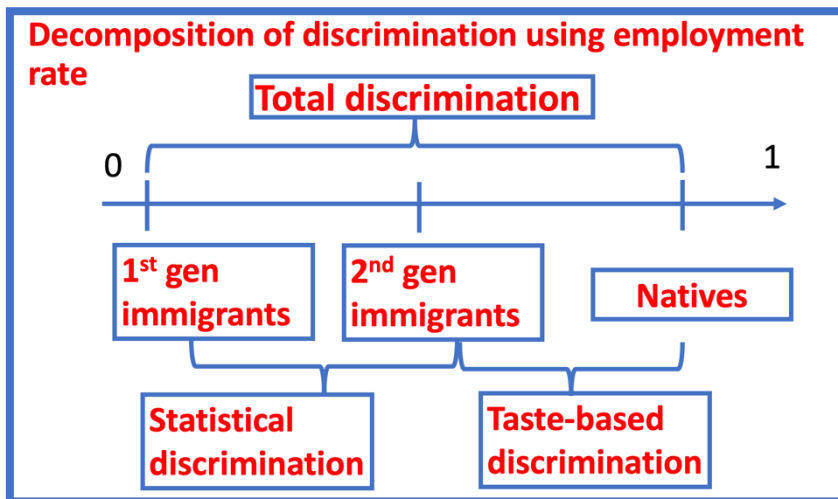 Decomposition of discrimination using employment
rate
Total discrimination
0
1
1st gen
immigrants
2nd gen
immigrants
Natives
Statistical
discrimination
Taste-based
discrimination